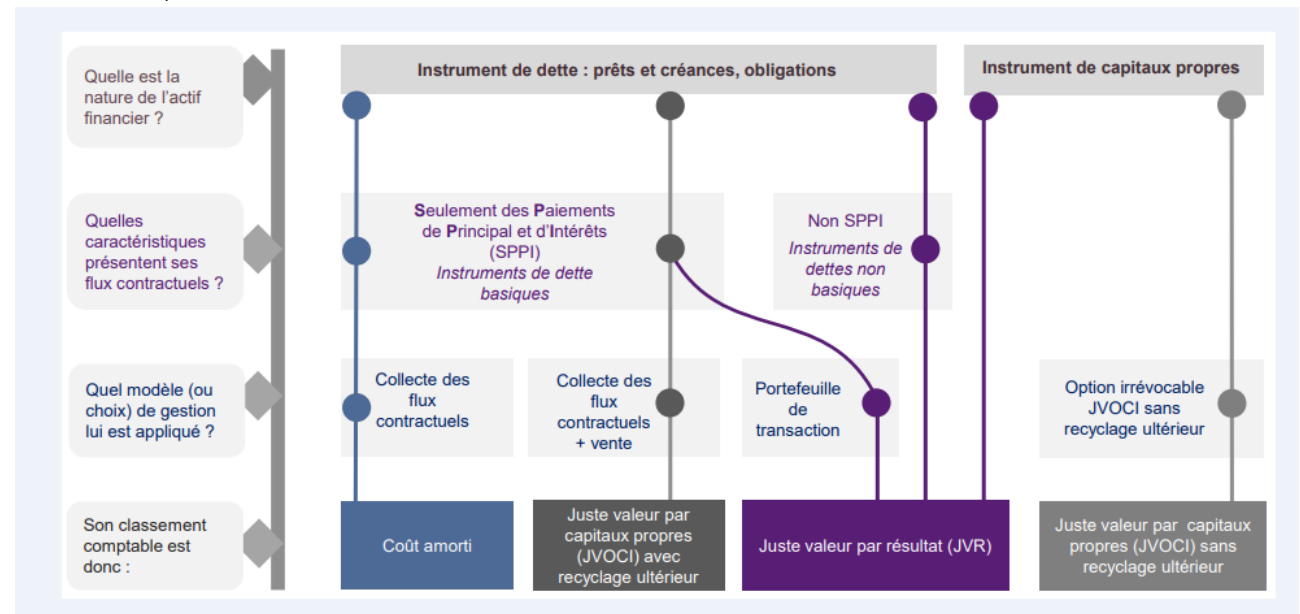 Quelle est la
nature de l'actif
financier ?
Instrument de dette : prêts et créances, obligations
Instrument de capitaux propres
Quelles
caractéristiques
présentent ses
flux contractuels ?
Seulement des Paiements
de Principal et d'Intérêts
(SPPI)
Instruments de dette
basiques
Non SPPI
Instruments de
dettes non
basiques
Quel modèle (ou
choix) de gestion
lui est appliqué ?
Collecte des
flux
contractuels
Collecte des
flux
contractuels
+ vente
Portefeuille
de
transaction
Option irrévocable
JVOCI sans
recyclage ultérieur
Son classement
comptable est
donc :
Coût amorti
Juste valeur par
capitaux propres
(JVOCI) avec
recyclage ultérieur
Juste valeur par résultat (JVR)
Juste valeur par capitaux
propres (JVOCI) sans
recyclage ultérieur